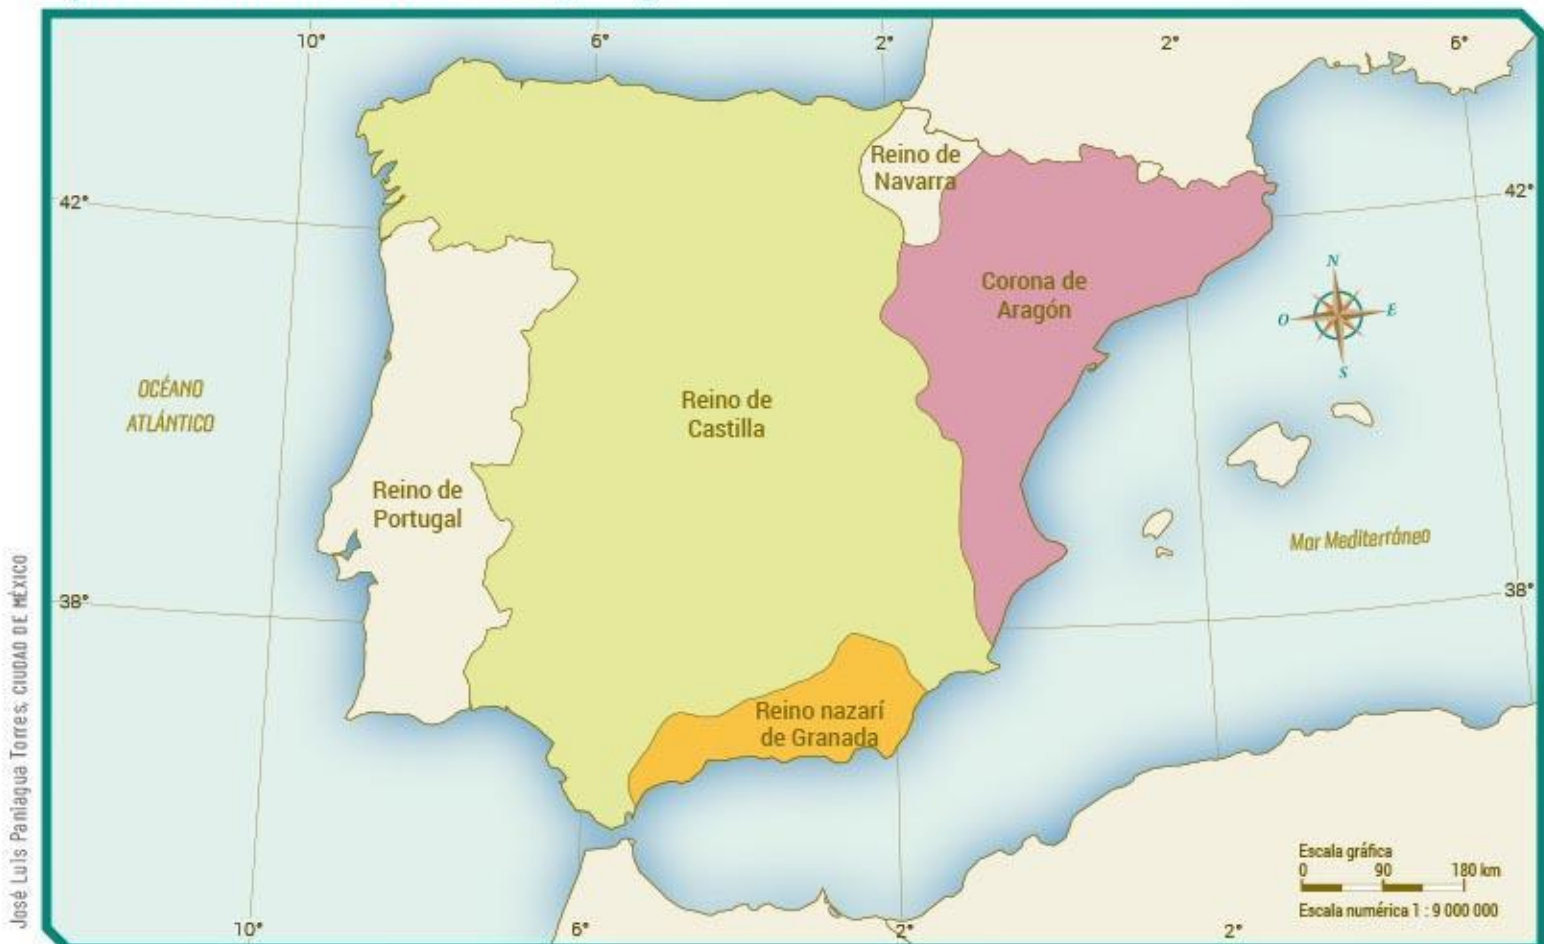 10° 6° 2° 2° 6°
Reino de
Navarra
42° 42°
Corona de
Aragón
N
O E
S
OCÉANO
ATLÁNTICO
Reino de
Castilla
Reino de
Portugal
Mar Mediterráneo
38° 38°
Reino nazarí
de Granada
Escala gráfica
0 90 180 km
Escala numérica 1 : 9 000 000
10° 6° 2° 2°
José Luis Paniagua Torres, CIUDAD DE MÉXICO